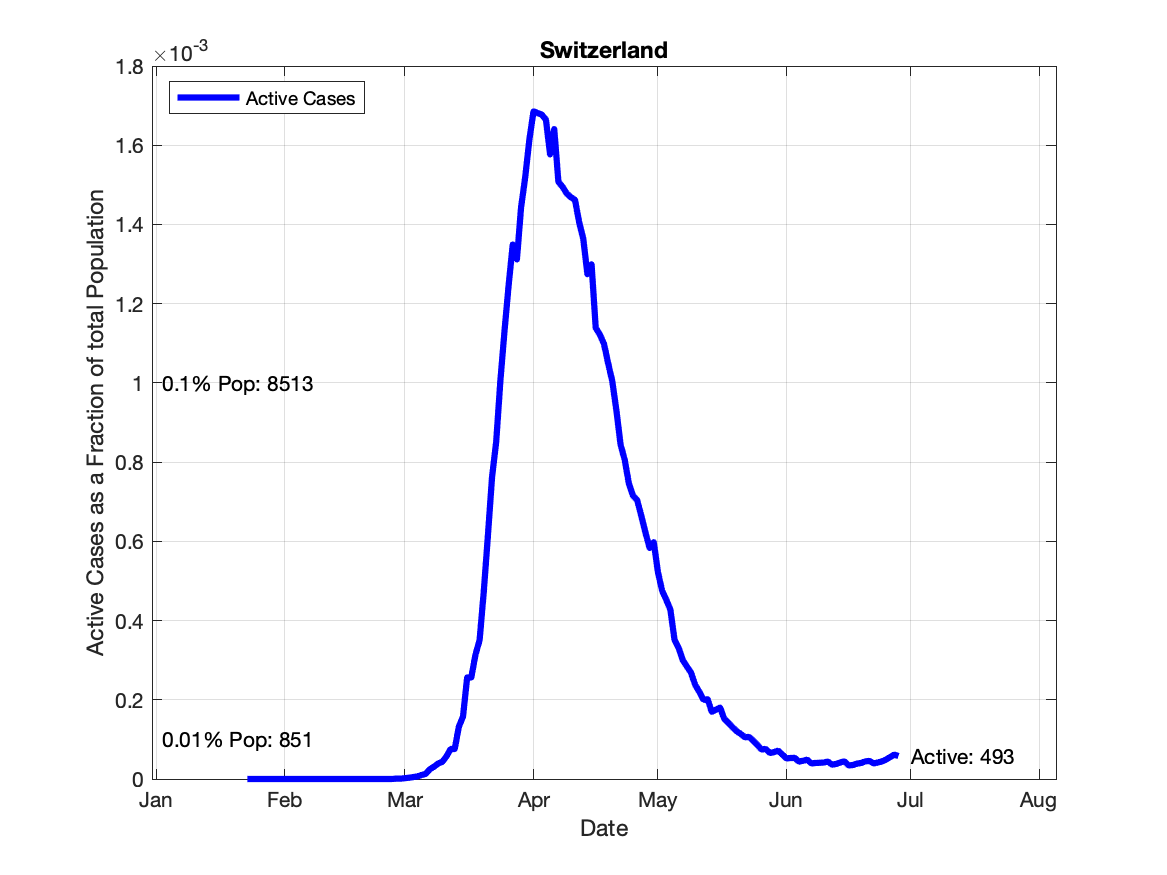 Switzerland
×10-3
1.8
1.6
1.4
1.2
1
0.8
0.6
0.4
0.2
0
Active Cases as a Fraction of total Population
Active Cases
0.1% Pop: 8513
0.01% Pop: 851
Active: 493
Jan Feb Mar Apr May Jun Jul Aug
Date